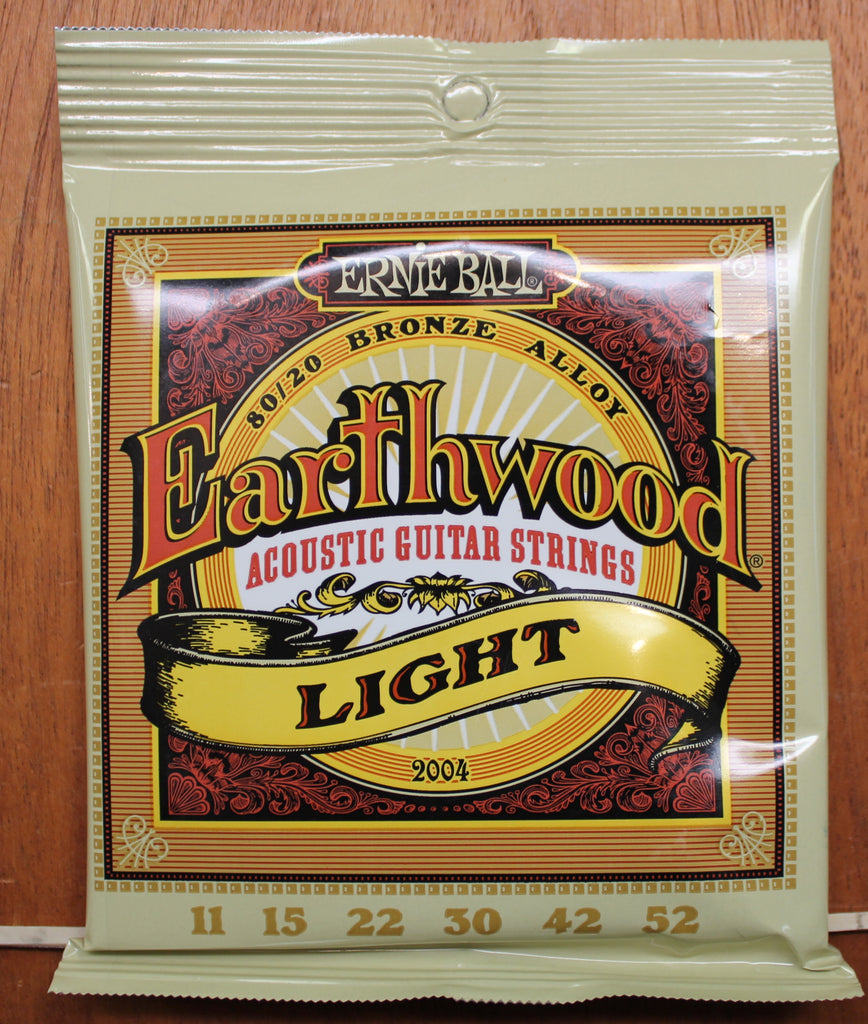 ERNIE BALL®
80/20 BRONZE ALLOY
Earthwood®
ACOUSTIC GUITAR STRINGS
LIGHT
2004
11 15 22 30 42 52